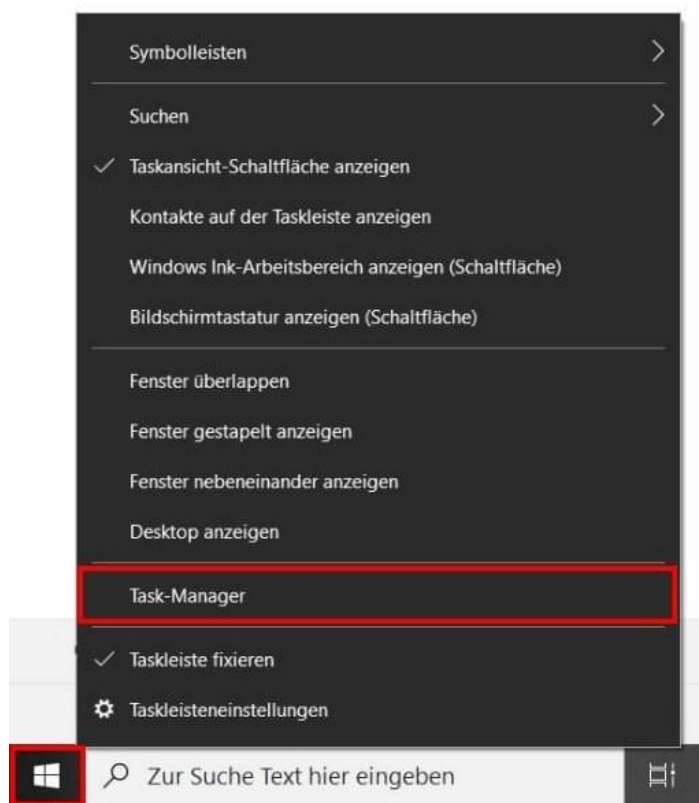 Symbolleisten
Suchen
Taskansicht-Schaltfläche anzeigen
Kontakte auf der Taskleiste anzeigen
Windows Ink-Arbeitsbereich anzeigen (Schaltfläche)
Bildschirmtastatur anzeigen (Schaltfläche)
Fenster überlappen
Fenster gestapelt anzeigen
Fenster nebeneinander anzeigen
Desktop anzeigen
Task-Manager
Taskleiste fixieren
Taskleisteneinstellungen
Zur Suche Text hier eingeben